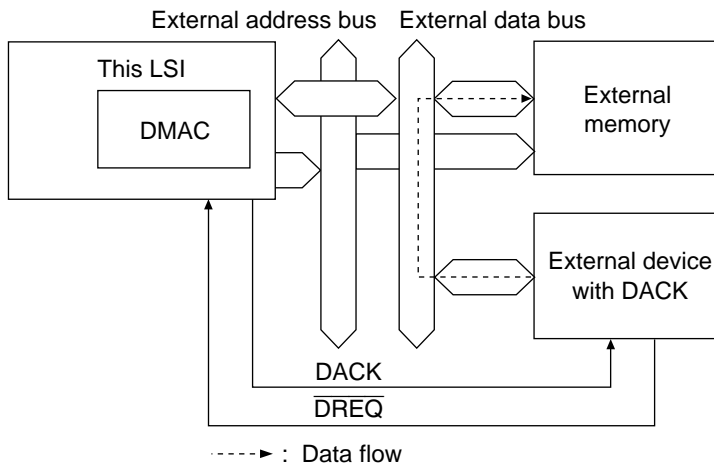 External address bus
External data bus
This LSI
DMAC
External
memory
External device
with DACK
DACK
DREQ
: Data flow